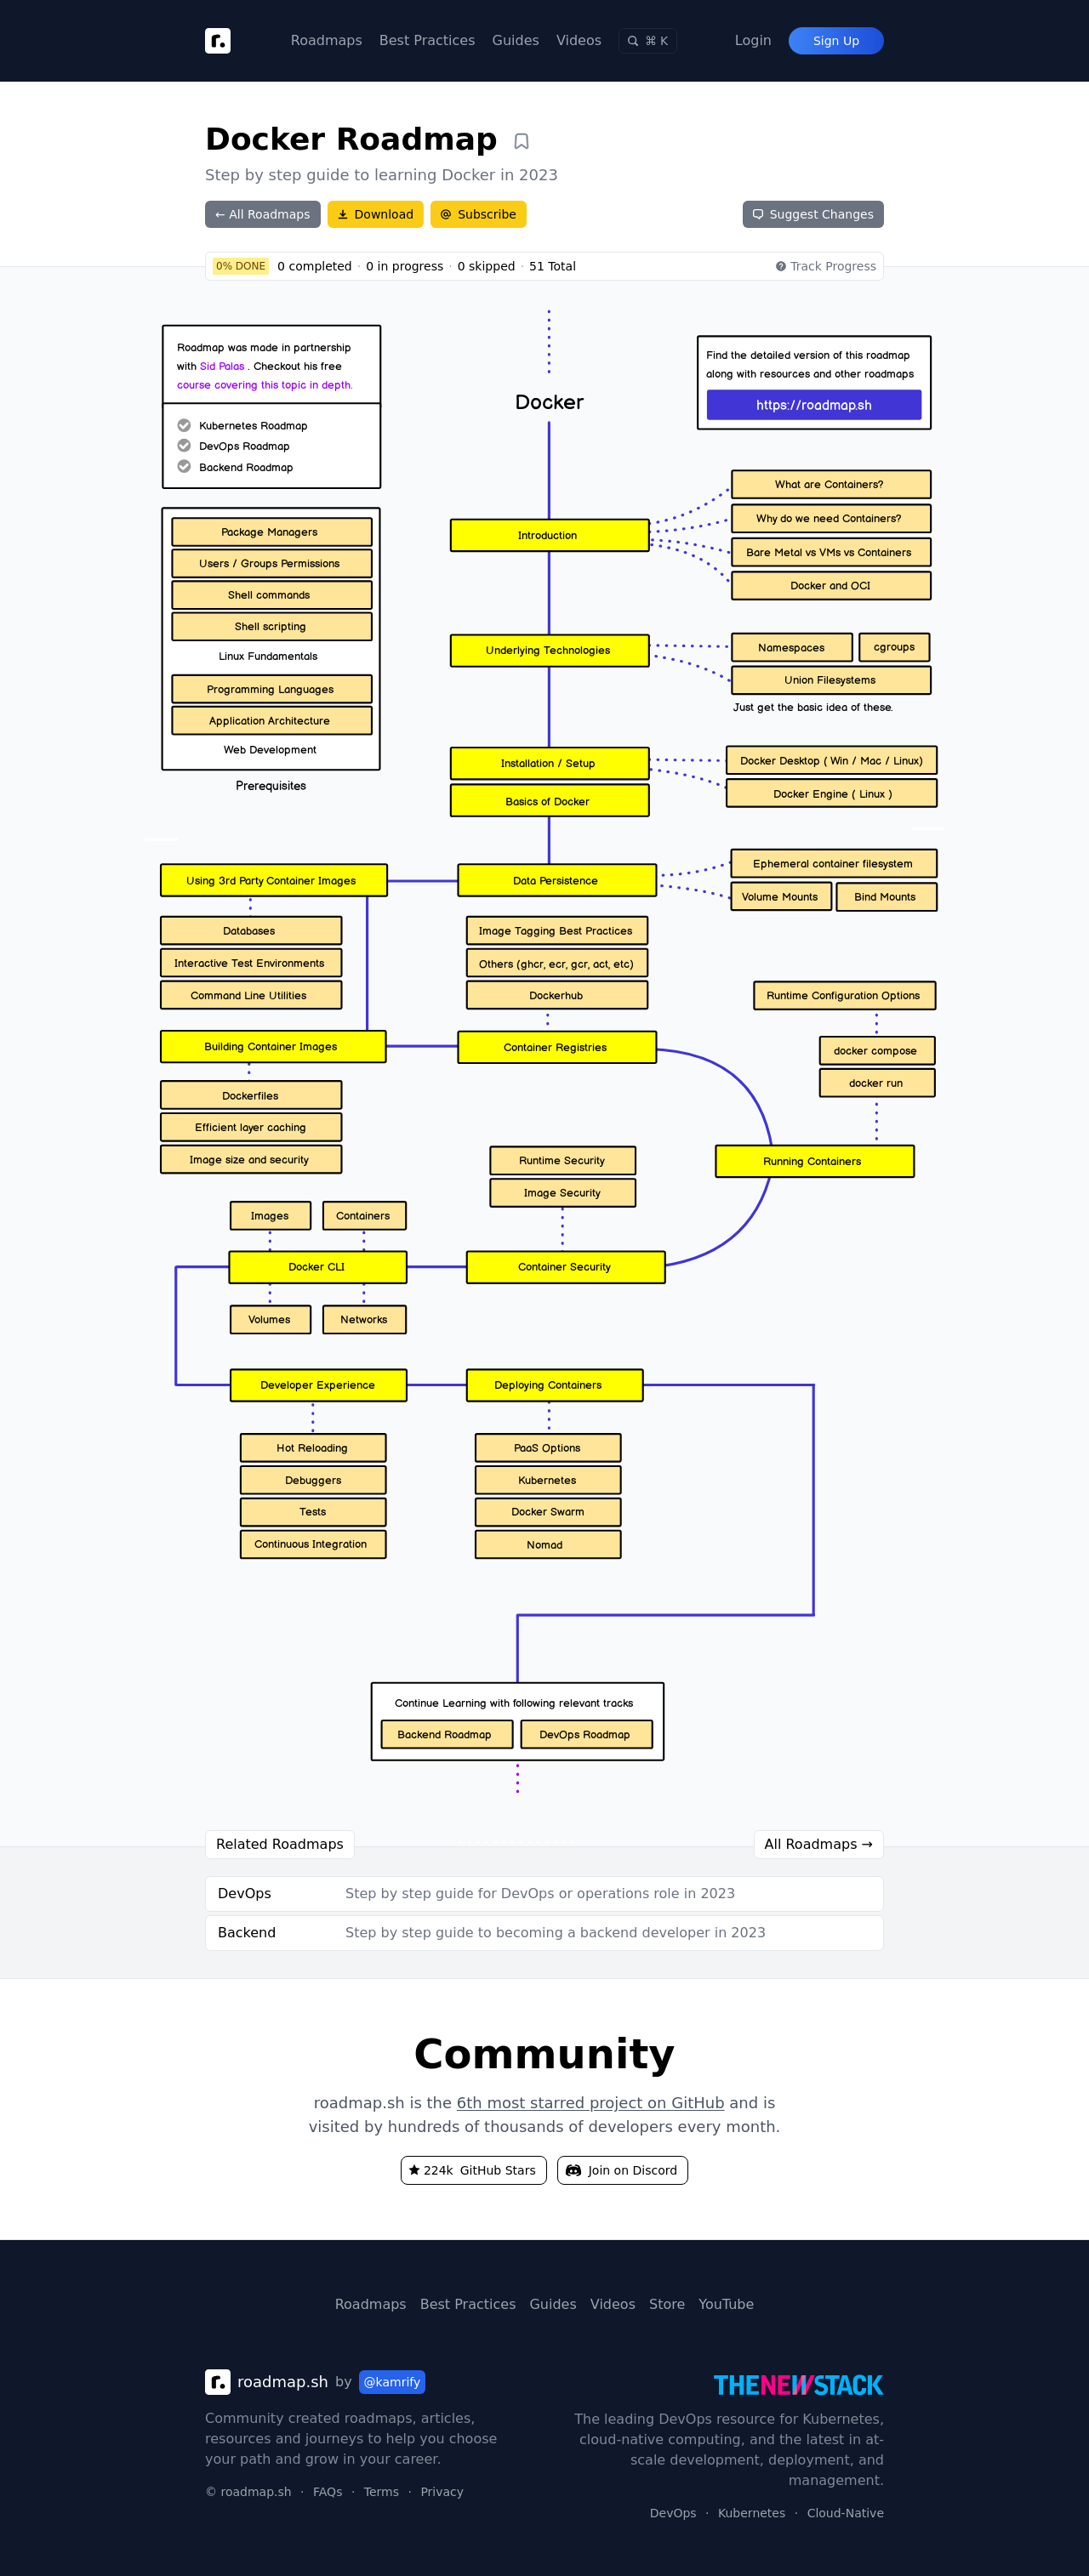 r.
Roadmaps Best Practices Guides Videos ⌘ K Login Sign Up
Docker Roadmap
Step by step guide to learning Docker in 2023
← All Roadmaps Download Subscribe Suggest Changes
0% DONE 0 completed · 0 in progress · 0 skipped · 51 Total Track Progress
Roadmap was made in partnership
with Sid Palas . Checkout his free
course covering this topic in depth.
Kubernetes Roadmap
DevOps Roadmap
Backend Roadmap
Docker
Find the detailed version of this roadmap
along with resources and other roadmaps
https://roadmap.sh
Package Managers
Users / Groups Permissions
Shell commands
Shell scripting
Linux Fundamentals
Programming Languages
Application Architecture
Web Development
Prerequisites
Introduction
What are Containers?
Why do we need Containers?
Bare Metal vs VMs vs Containers
Docker and OCI
Underlying Technologies
Namespaces
cgroups
Union Filesystems
Just get the basic idea of these.
Installation / Setup
Basics of Docker
Docker Desktop ( Win / Mac / Linux)
Docker Engine ( Linux )
Data Persistence
Ephemeral container filesystem
Volume Mounts
Bind Mounts
Using 3rd Party Container Images
Databases
Interactive Test Environments
Command Line Utilities
Image Tagging Best Practices
Others (ghcr, ecr, gcr, act, etc)
Dockerhub
Building Container Images
Container Registries
Dockerfiles
Efficient layer caching
Image size and security
Runtime Configuration Options
docker compose
docker run
Running Containers
Runtime Security
Image Security
Container Security
Images
Containers
Docker CLI
Volumes
Networks
Developer Experience
Deploying Containers
Hot Reloading
Debuggers
Tests
Continuous Integration
PaaS Options
Kubernetes
Docker Swarm
Nomad
Continue Learning with following relevant tracks
Backend Roadmap
DevOps Roadmap
Related Roadmaps All Roadmaps →
DevOps Step by step guide for DevOps or operations role in 2023
Backend Step by step guide to becoming a backend developer in 2023
Community
roadmap.sh is the 6th most starred project on GitHub and is
visited by hundreds of thousands of developers every month.
224k GitHub Stars Join on Discord
Roadmaps Best Practices Guides Videos Store YouTube
r. roadmap.sh by @kamrify
Community created roadmaps, articles,
resources and journeys to help you choose
your path and grow in your career.
© roadmap.sh · FAQs · Terms · Privacy
THENEWSTACK
The leading DevOps resource for Kubernetes,
cloud-native computing, and the latest in at-
scale development, deployment, and
management.
DevOps · Kubernetes · Cloud-Native